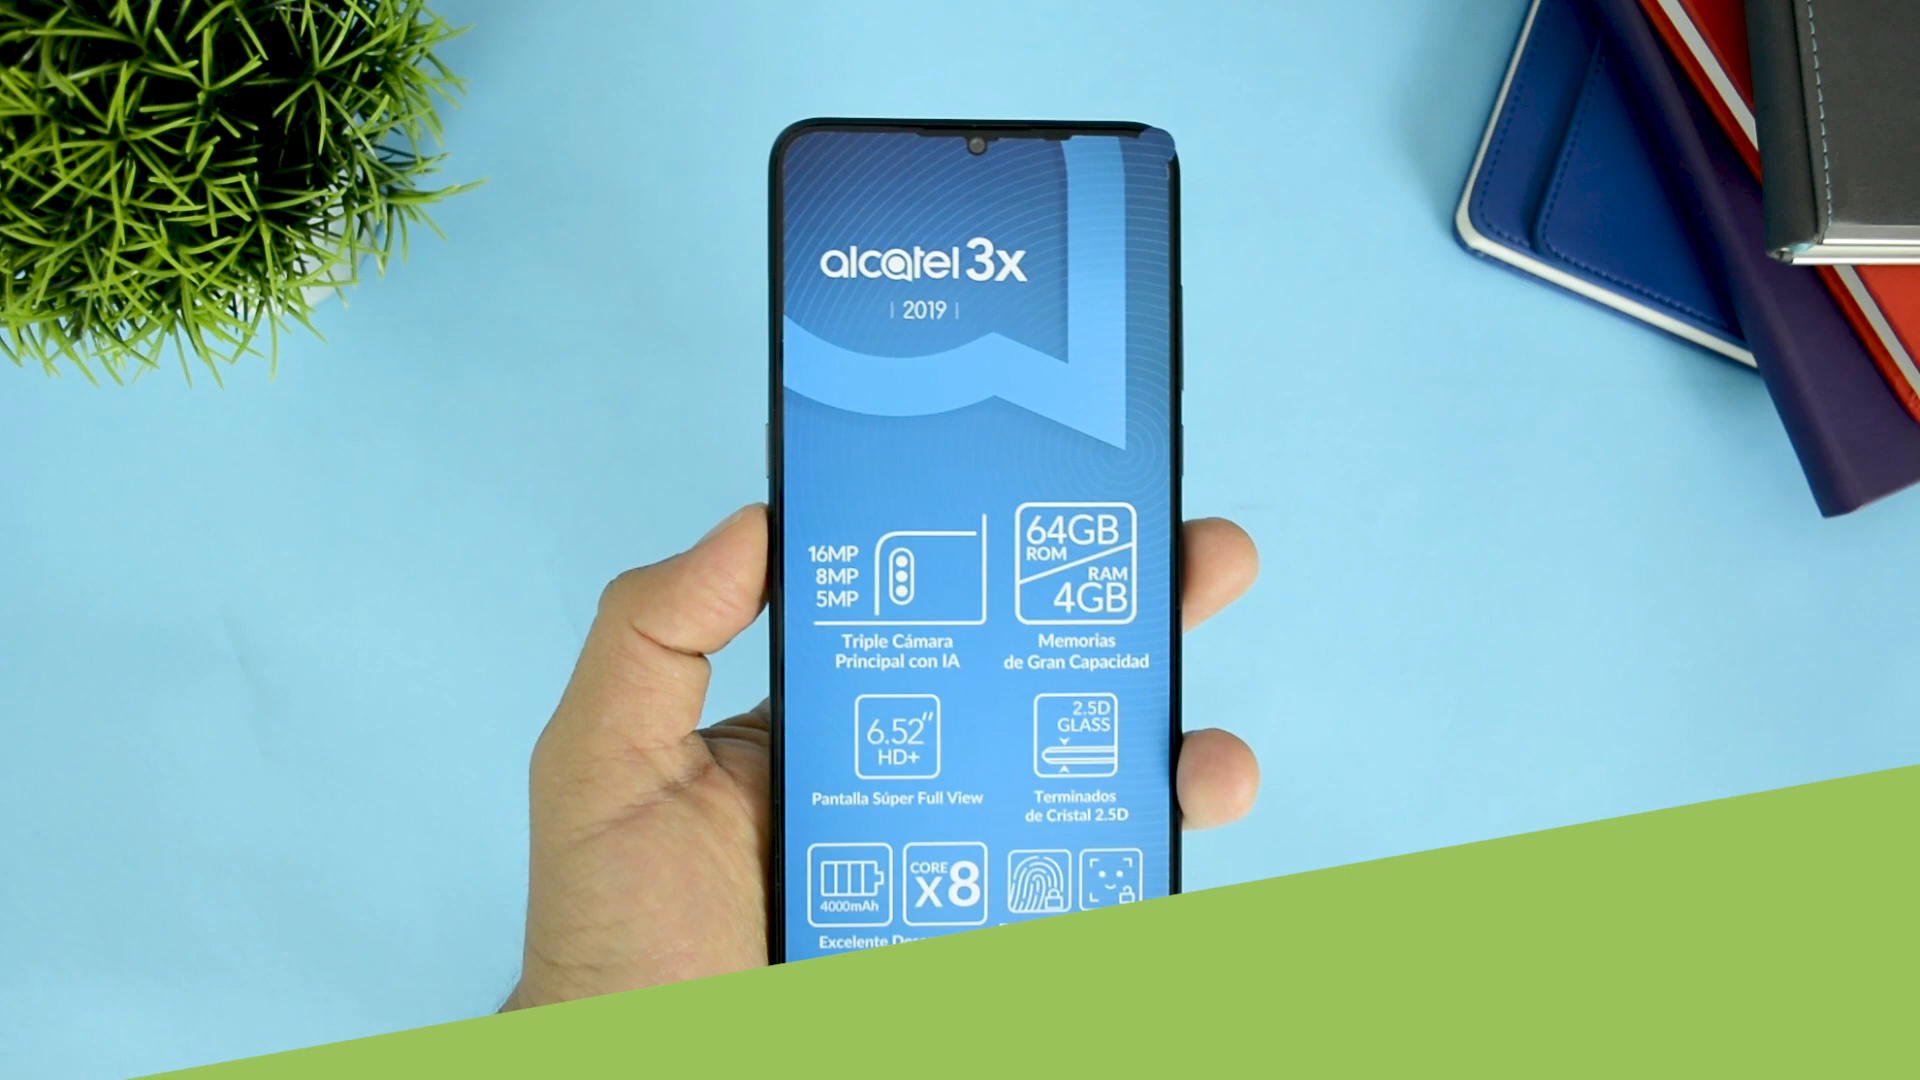 alcatel 3x
| 2019 |
16MP
8MP
5MP
Triple Cámara
Principal con IA
64GB
ROM
RAM
4GB
Memorias
de Gran Capacidad
6.52"
HD+
Pantalla Súper Full View
2.5D
GLASS
Terminados
de Cristal 2.5D
4000mAh
CORE
x8
Excelente